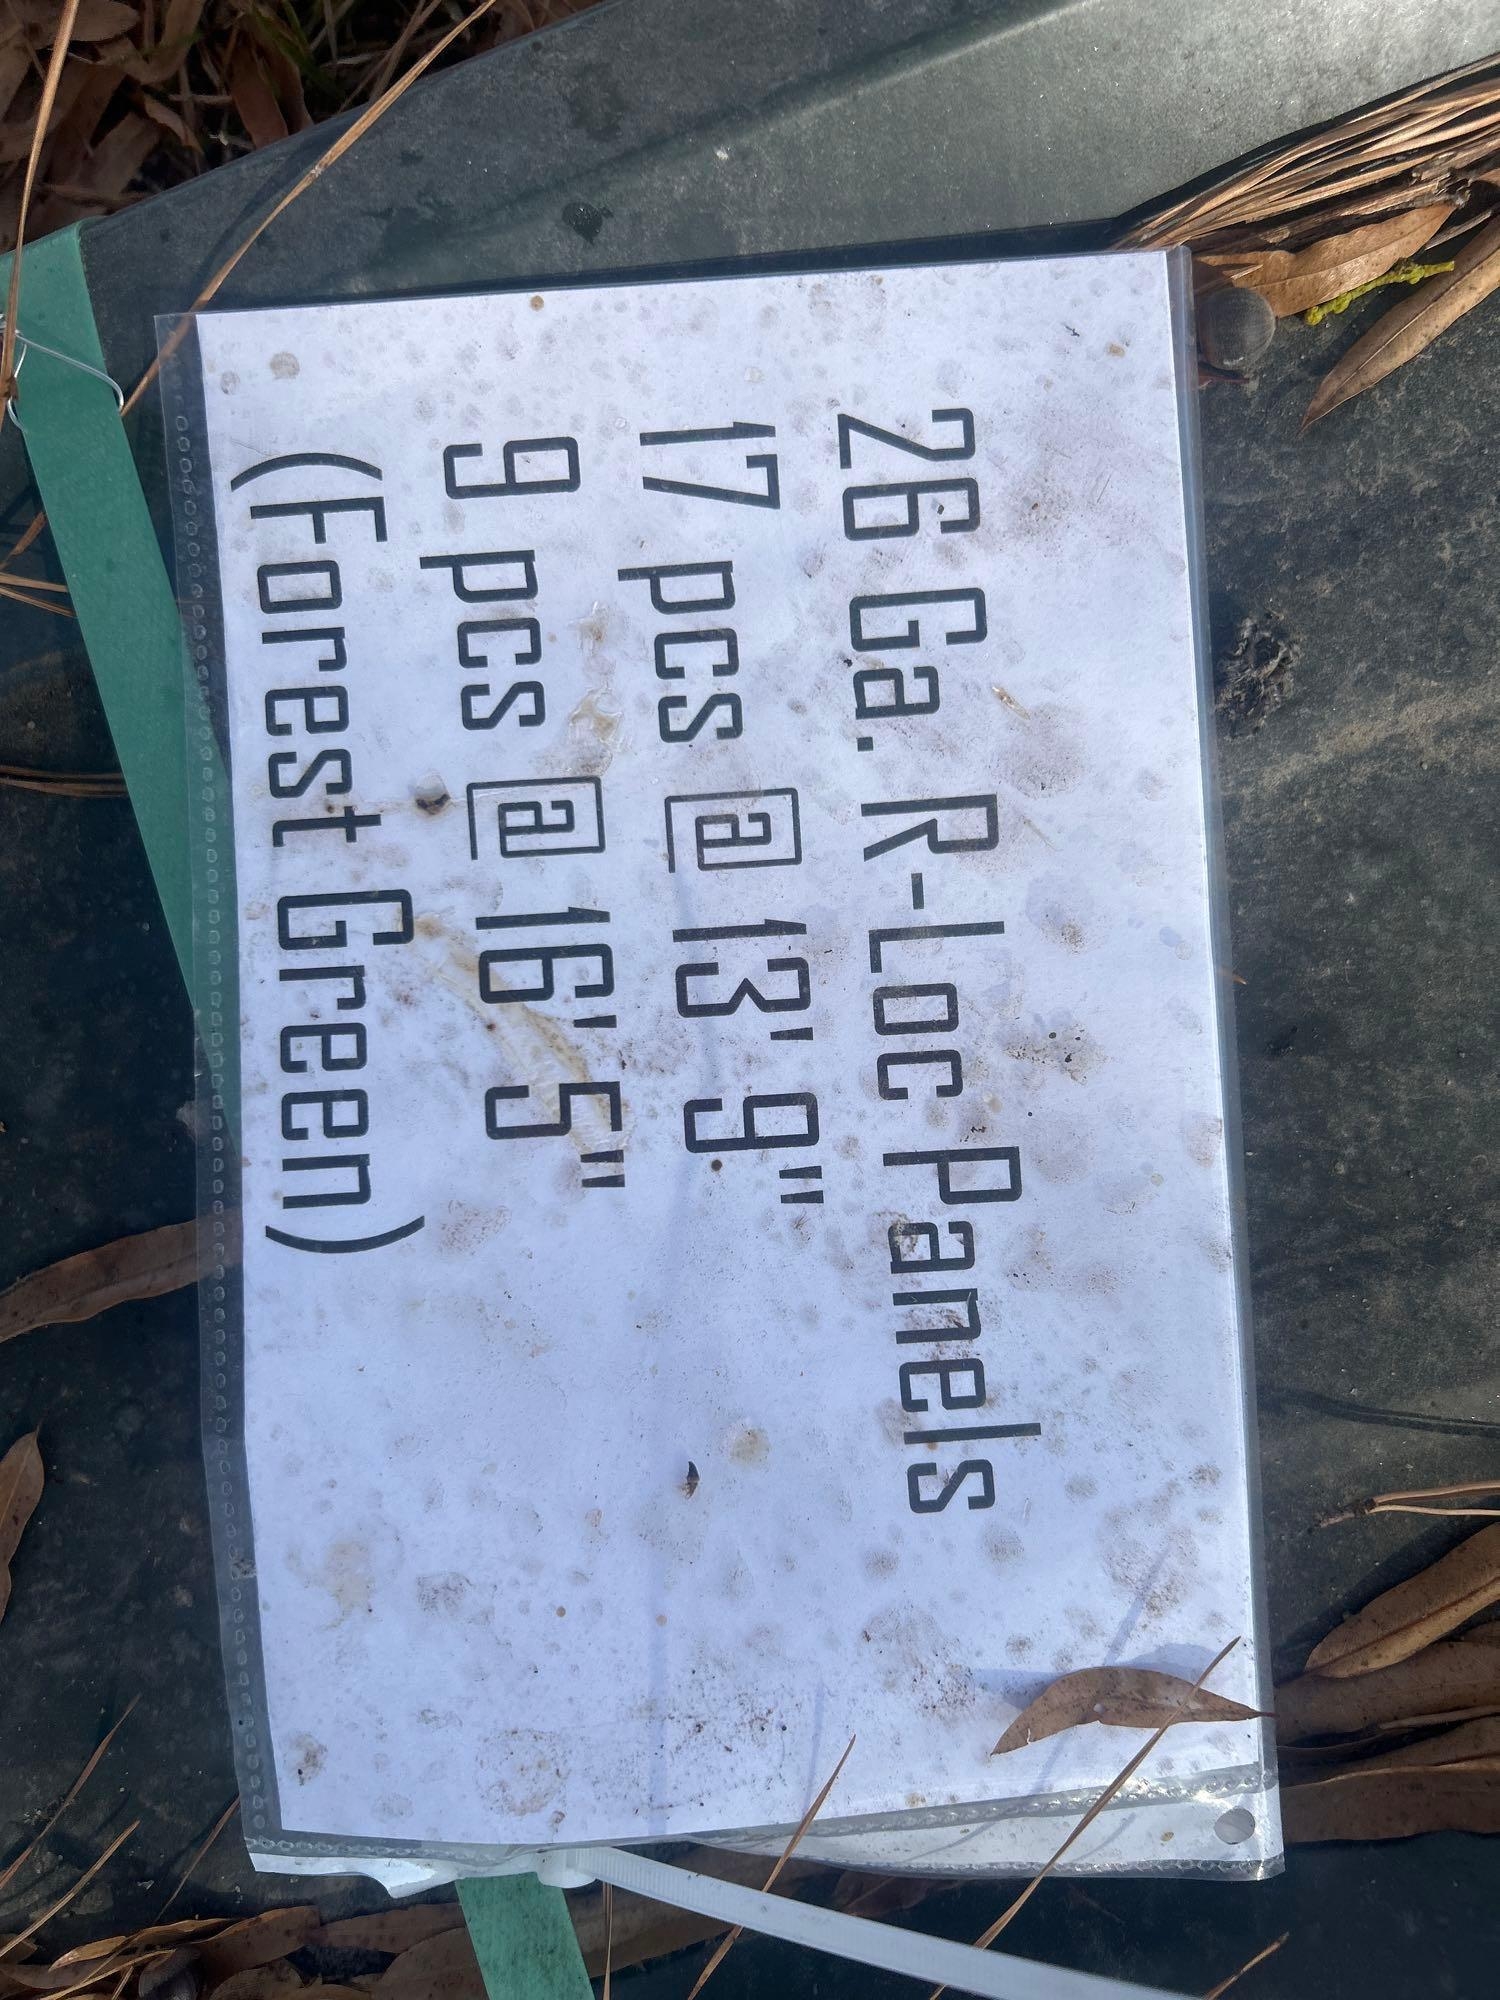 26 Ga. R-Loc Panels
17 pcs @ 13' 9"
9 pcs @ 16' 5"
(Forest Green)